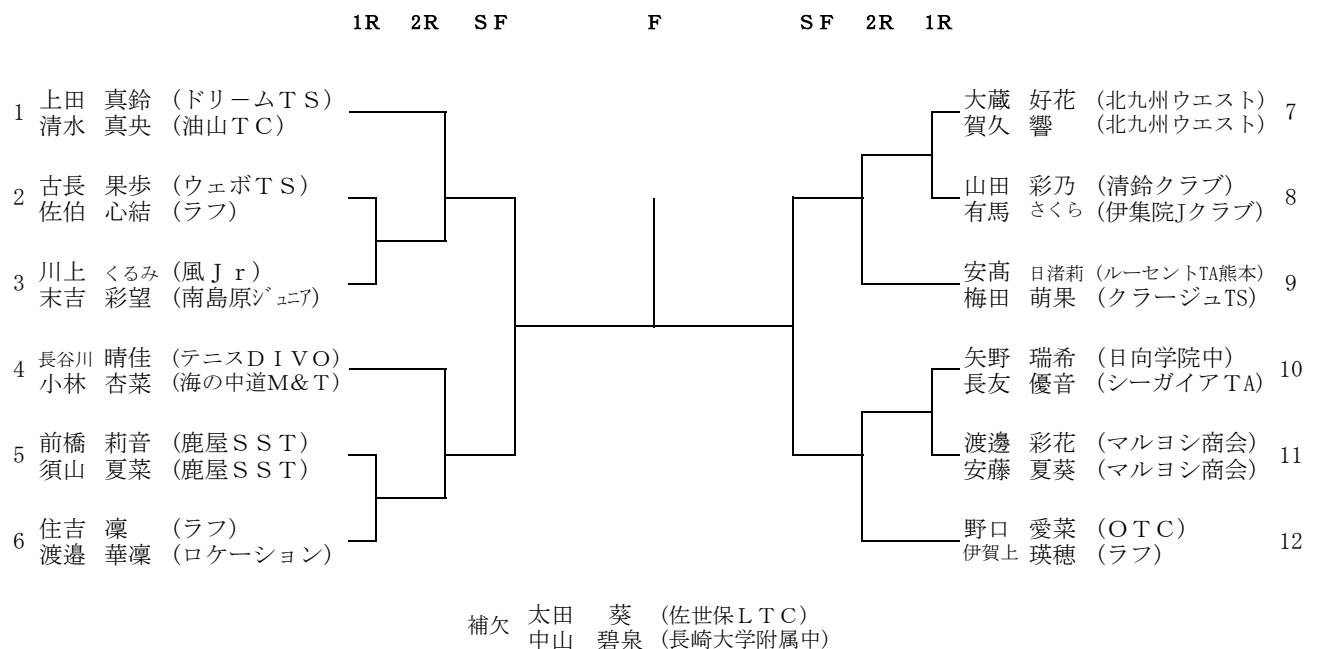 1R 2R ＳＦ F ＳＦ 2R 1R
1 上田 真鈴 (ドリームＴＳ)
清水 真央 (油山ＴＣ)
2 古長 果歩 (ウェボＴＳ)
佐伯 心結 (ラフ)
3 川上 くるみ (風Ｊｒ)
末吉 彩望 (南島原ｼﾞｭﾆｱ)
4 長谷川 晴佳 (テニスＤＩＶＯ)
小林 杏菜 (海の中道M&T)
5 前橋 莉音 (鹿屋ＳＳＴ)
須山 夏菜 (鹿屋ＳＳＴ)
6 住吉 凜 (ラフ)
渡邉 華凜 (ロケーション)
大蔵 好花 (北九州ウエスト) 7
賀久 響 (北九州ウエスト)
山田 彩乃 (清鈴クラブ) 8
有馬 さくら (伊集院Jクラブ)
安髙 日渚莉 (ルーセントTA熊本) 9
梅田 萌果 (クラージュTS)
矢野 瑞希 (日向学院中) 10
長友 優音 (シーガイアTA)
渡邊 彩花 (マルヨシ商会) 11
安藤 夏葵 (マルヨシ商会)
野口 愛菜 (ＯＴＣ) 12
伊賀上 瑛穂 (ラフ)
補欠 太田 葵 (佐世保ＬＴＣ)
中山 碧泉 (長崎大学附属中)